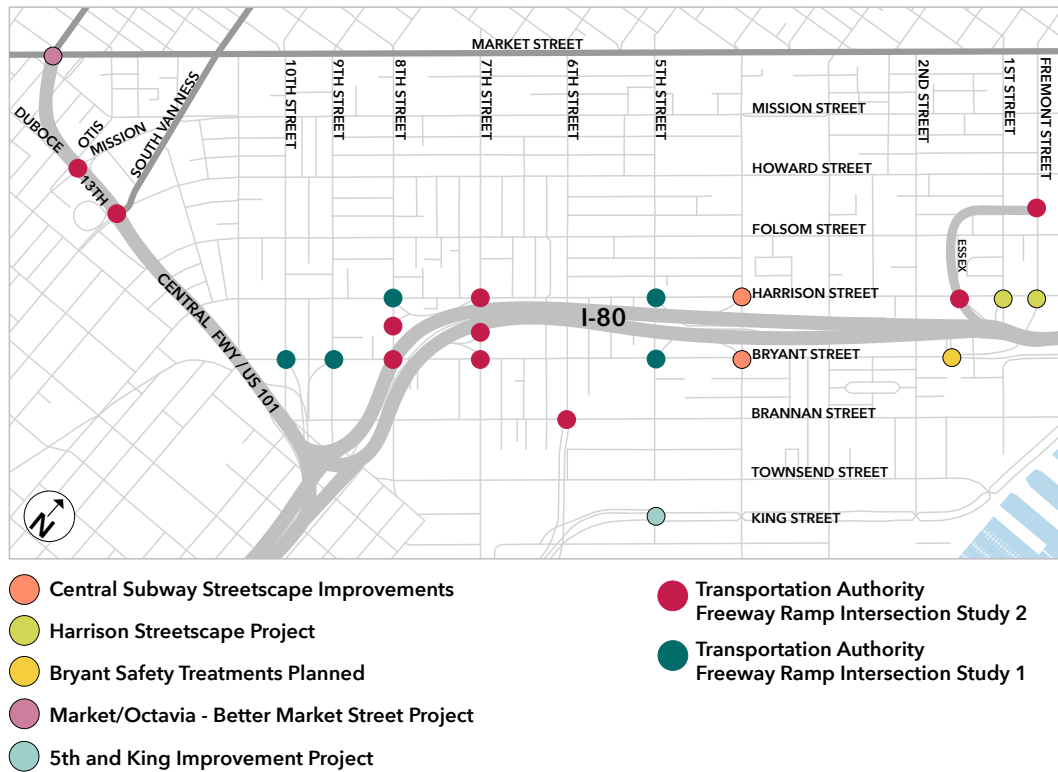 MARKET STREET
10TH STREET
9TH STREET
8TH STREET
7TH STREET
6TH STREET
5TH STREET
2ND STREET
1ST STREET
FREMONT STREET
DUBOCE
OTIS
MISSION
SOUTH VAN NESS
13TH
MISSION STREET
HOWARD STREET
FOLSOM STREET
ESSEX
HARRISON STREET
CENTRAL FWY / US 101
I-80
BRYANT STREET
BRANNAN STREET
TOWNSEND STREET
KING STREET
N
Central Subway Streetscape Improvements
Harrison Streetscape Project
Bryant Safety Treatments Planned
Market/Octavia - Better Market Street Project
5th and King Improvement Project
Transportation Authority
Freeway Ramp Intersection Study 2
Transportation Authority
Freeway Ramp Intersection Study 1